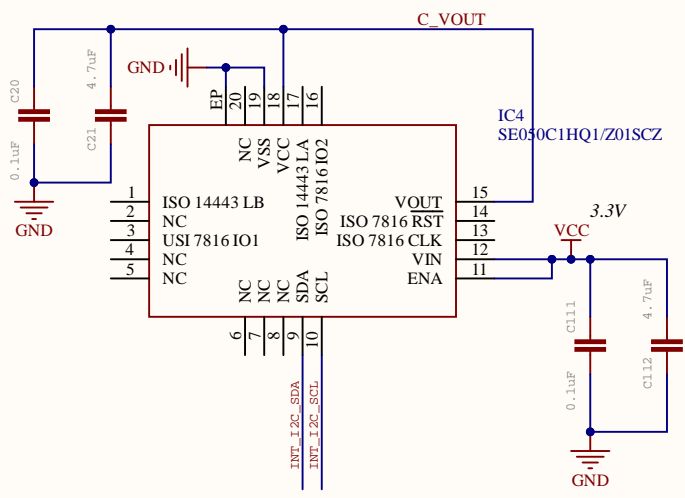 C_VOUT
C20
0.1uF
4.7uF
C21
GND
GND
EP
20
19
18
17
16
NC
VSS
VCC
ISO 14443 LA
ISO 7816 IO2
IC4
SE050C1HQ1/Z01SCZ
1
ISO 14443 LB
2
NC
3
USI 7816 IO1
4
NC
5
NC
VOUT
15
ISO 7816 RST
14
ISO 7816 CLK
13
VIN
12
ENA
11
NC
NC
NC
SDA
SCL
6
7
8
9
10
INT_I2C_SDA
INT_I2C_SCL
3.3V
VCC
C111
0.1uF
4.7uF
C112
GND